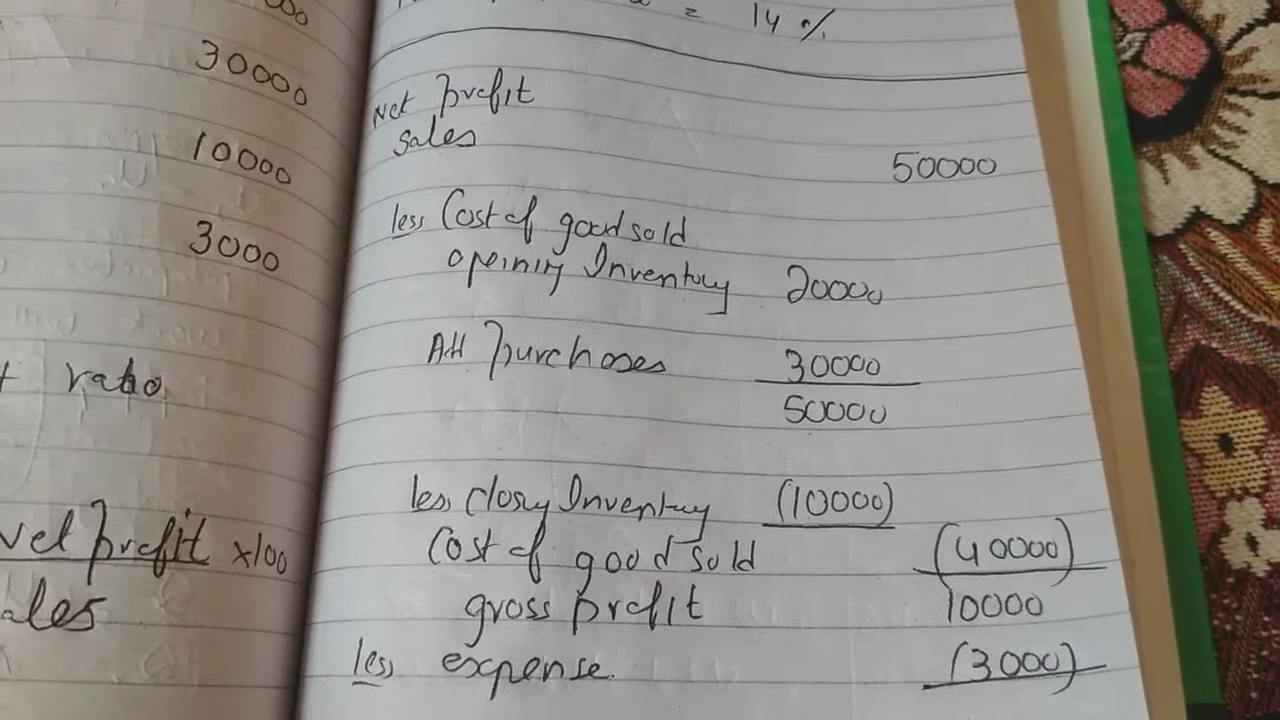 30000
10000
3000
ratio
Net profit x100
ales
= 14 %
Net profit
sales 50000
less Cost of good sold
opening Inventory 20000
Add purchases 30000
50000
less closing Inventory (10000)
Cost of good sold (40000)
gross profit 10000
less expense. (3000)